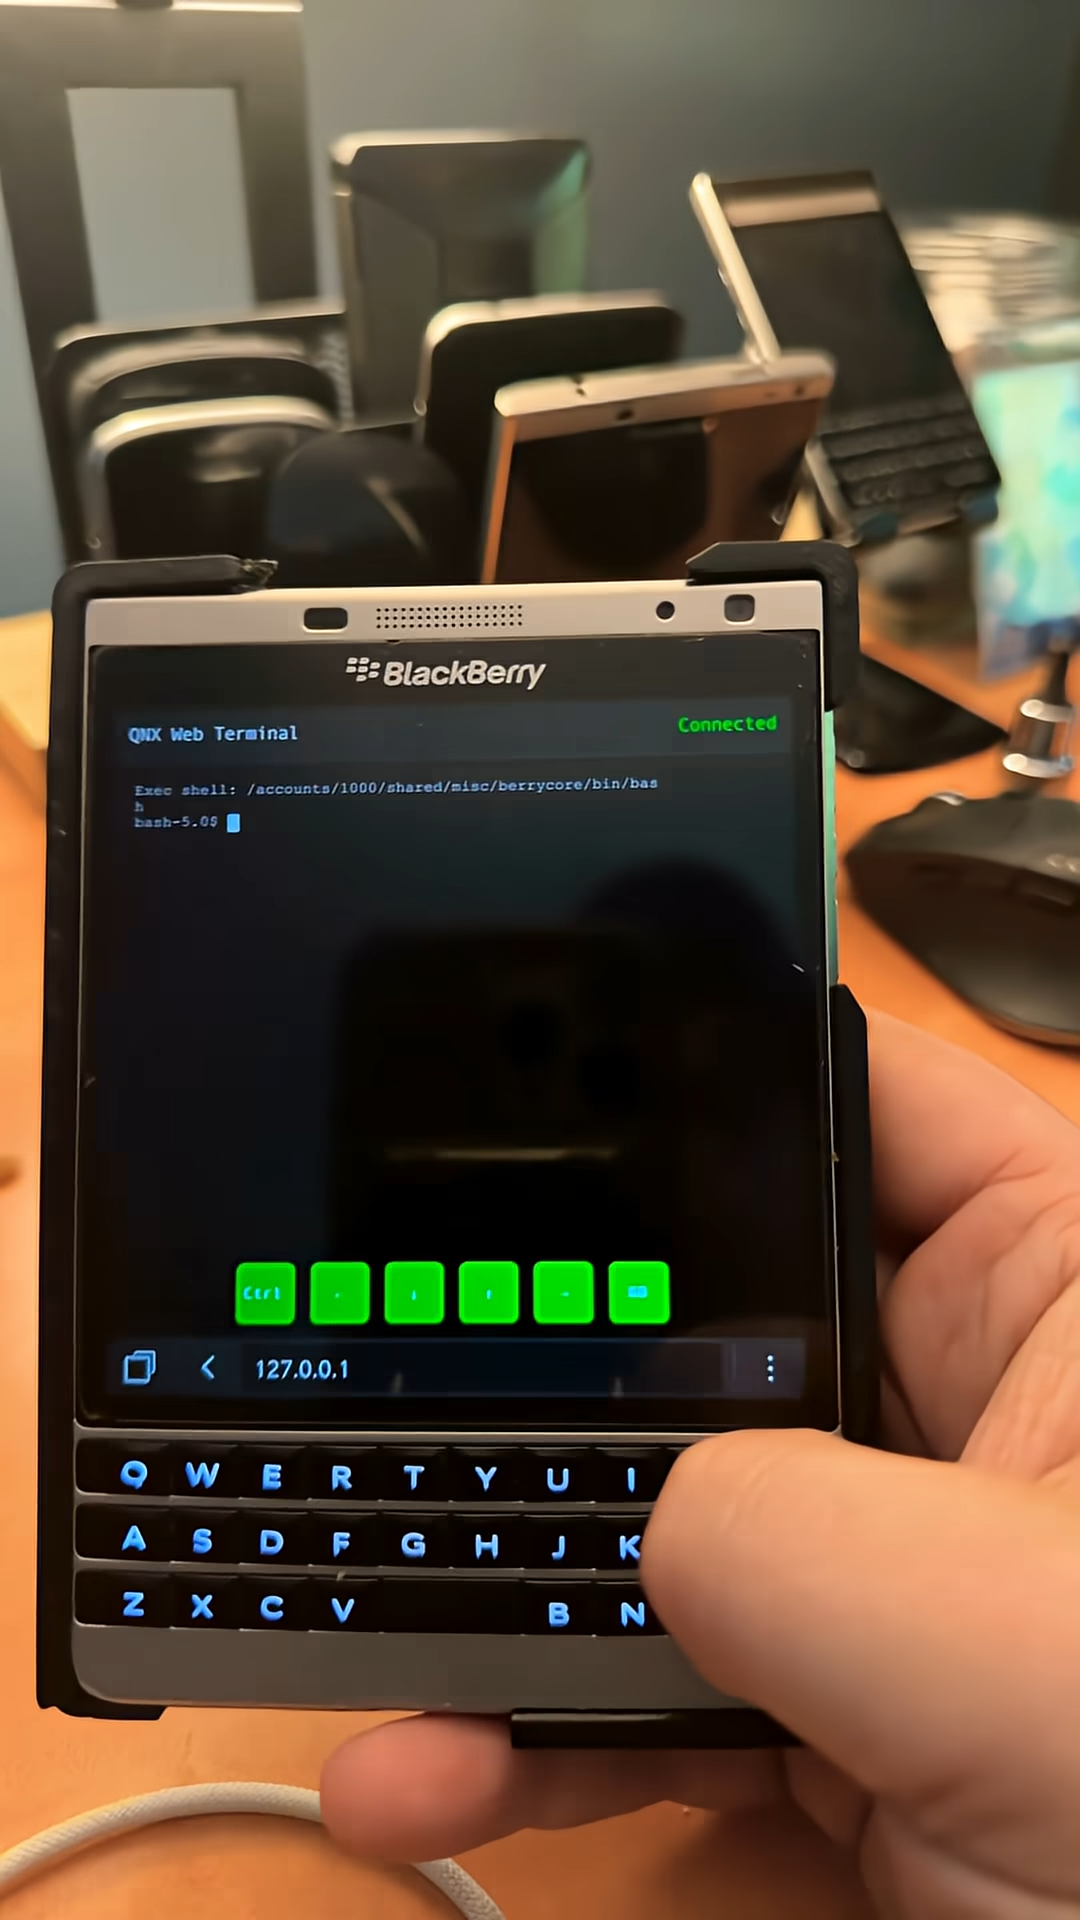 BlackBerry
QNX Web Terminal
Connected
Exec shell: /accounts/1000/shared/misc/berrycore/bin/bas
h
bash-5.0$
Ctrl
127.0.0.1
Q W E R T Y U I
A S D F G H J K
Z X C V B N